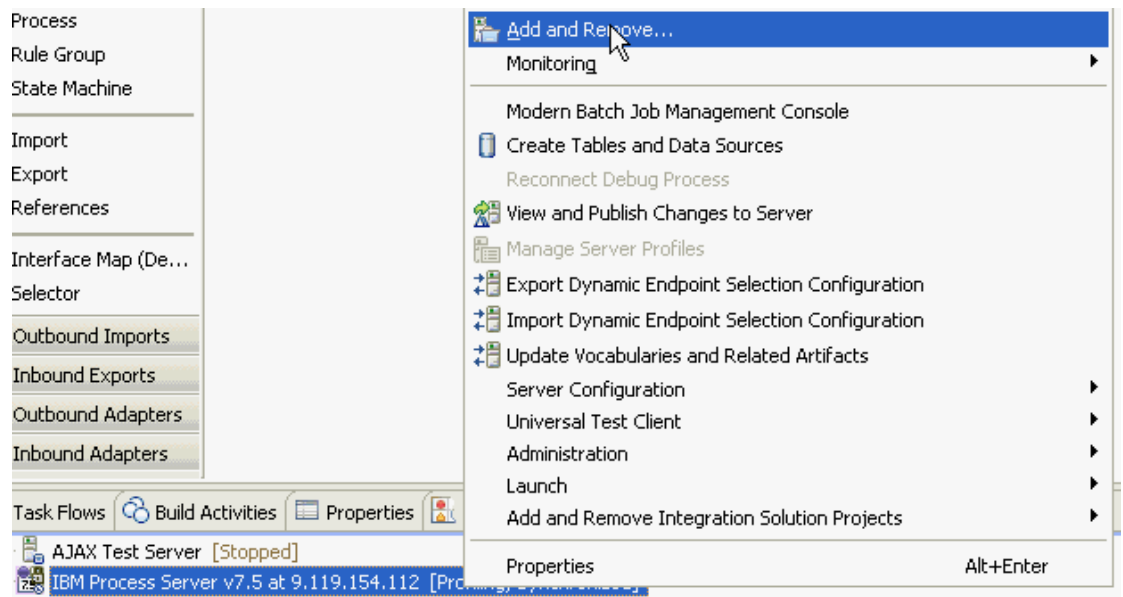 Process
Rule Group
State Machine
Import
Export
References
Interface Map (De...
Selector
Outbound Imports
Inbound Exports
Outbound Adapters
Inbound Adapters
Add and Remove...
Monitoring
Modern Batch Job Management Console
Create Tables and Data Sources
Reconnect Debug Process
View and Publish Changes to Server
Manage Server Profiles
Export Dynamic Endpoint Selection Configuration
Import Dynamic Endpoint Selection Configuration
Update Vocabularies and Related Artifacts
Server Configuration
Universal Test Client
Administration
Launch
Add and Remove Integration Solution Projects
Properties Alt+Enter
Task Flows Build Activities Properties
AJAX Test Server [Stopped]
IBM Process Server v7.5 at 9.119.154.112